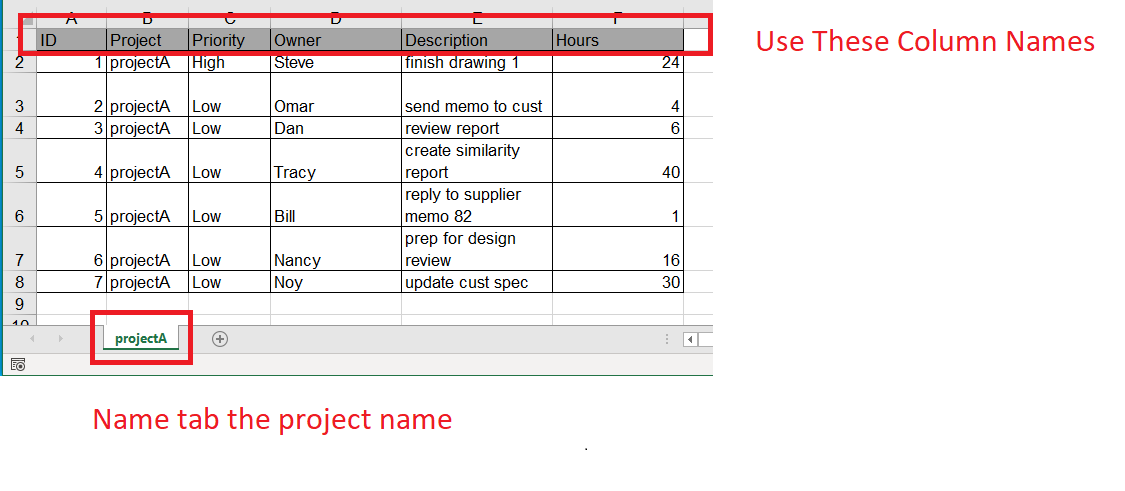 A B C D E F
1 ID Project Priority Owner Description Hours
Use These Column Names
2 1 projectA High Steve finish drawing 1 24
3 2 projectA Low Omar send memo to cust 4
4 3 projectA Low Dan review report 6
create similarity
5 4 projectA Low Tracy report 40
reply to supplier
6 5 projectA Low Bill memo 82 1
prep for design
7 6 projectA Low Nancy review 16
8 7 projectA Low Noy update cust spec 30
9
10
projectA
Name tab the project name
.